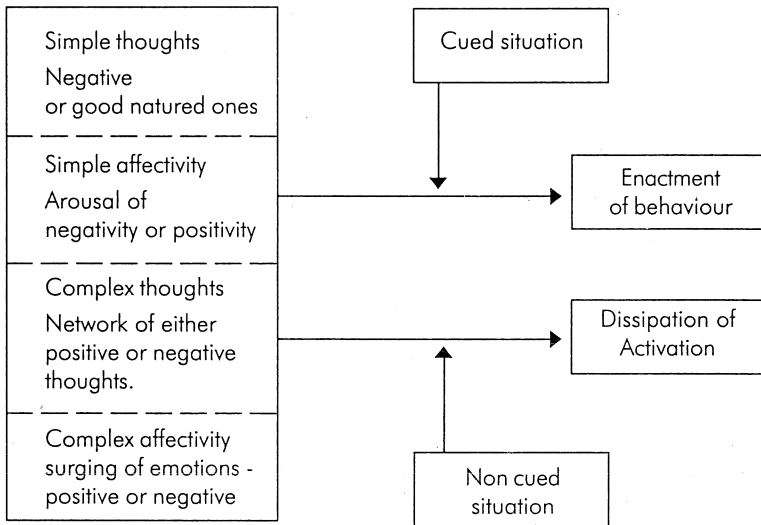 Simple thoughts
Negative
or good natured ones
Simple affectivity
Arousal of
negativity or positivity
Complex thoughts
Network of either
positive or negative
thoughts.
Complex affectivity
surging of emotions -
positive or negative
Cued situation
Enactment
of behaviour
Dissipation of
Activation
Non cued
situation